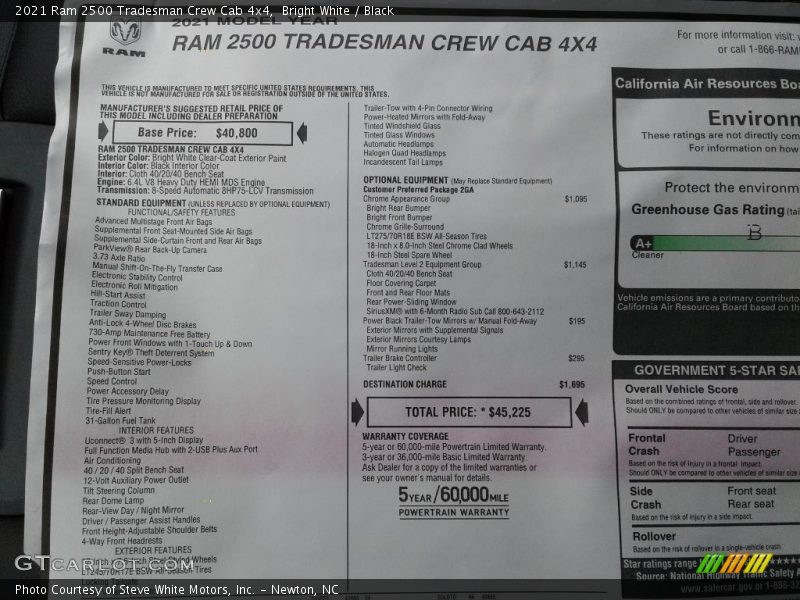 2021 Ram 2500 Tradesman Crew Cab 4x4, Bright White / Black
2021 MODEL YEAR
RAM
RAM 2500 TRADESMAN CREW CAB 4X4
For more information visit:
or call 1-866-RAM
THIS VEHICLE IS MANUFACTURED TO MEET SPECIFIC UNITED STATES REQUIREMENTS. THIS
VEHICLE IS NOT MANUFACTURED FOR SALE OR REGISTRATION OUTSIDE OF THE UNITED STATES.
MANUFACTURER'S SUGGESTED RETAIL PRICE OF
THIS MODEL INCLUDING DEALER PREPARATION
Base Price: $40,800
RAM 2500 TRADESMAN CREW CAB 4X4
Exterior Color: Bright White Clear-Coat Exterior Paint
Interior Color: Black Interior Color
Interior: Cloth 40/20/40 Bench Seat
Engine: 6.4L V8 Heavy Duty HEMI MDS Engine
Transmission: 8-Speed Automatic 8HP75-LCV Transmission
STANDARD EQUIPMENT (UNLESS REPLACED BY OPTIONAL EQUIPMENT)
FUNCTIONAL/SAFETY FEATURES
Advanced Multistage Front Air Bags
Supplemental Front Seat-Mounted Side Air Bags
Supplemental Side-Curtain Front and Rear Air Bags
ParkView® Rear Back-Up Camera
3.73 Axle Ratio
Manual Shift-On-The-Fly Transfer Case
Electronic Stability Control
Electronic Roll Mitigation
Hill-Start Assist
Traction Control
Trailer Sway Damping
Anti-Lock 4-Wheel Disc Brakes
730-Amp Maintenance Free Battery
Power Front Windows with 1-Touch Up & Down
Sentry Key® Theft Deterrent System
Speed-Sensitive Power-Locks
Push-Button Start
Speed Control
Power Accessory Delay
Tire Pressure Monitoring Display
Tire-Fill Alert
31-Gallon Fuel Tank
INTERIOR FEATURES
Uconnect® 3 with 5-Inch Display
Full Function Media Hub with 2-USB Plus Aux Port
Air Conditioning
40 / 20 / 40 Split Bench Seat
12-Volt Auxiliary Power Outlet
Tilt Steering Column
Rear Dome Lamp
Rear-View Day / Night Mirror
Driver / Passenger Assist Handles
Front Height-Adjustable Shoulder Belts
4-Way Front Headrests
EXTERIOR FEATURES
Steel Styled Wheels
LT245/70R17E BSW All-Season Tires
Trailer-Tow with 4-Pin Connector Wiring
Power-Heated Mirrors with Fold-Away
Tinted Windshield Glass
Tinted Glass Windows
Automatic Headlamps
Halogen Quad Headlamps
Incandescent Tail Lamps
OPTIONAL EQUIPMENT (May Replace Standard Equipment)
Customer Preferred Package 2GA
Chrome Appearance Group $1,095
Bright Rear Bumper
Bright Front Bumper
Chrome Grille-Surround
LT275/70R18E BSW All-Season Tires
18-Inch x 8.0-Inch Steel Chrome Clad Wheels
18-Inch Steel Spare Wheel
Tradesman Level 2 Equipment Group $1,145
Cloth 40/20/40 Bench Seat
Floor Covering Carpet
Front and Rear Floor Mats
Rear Power-Sliding Window
SiriusXM® with 6-Month Radio Sub Call 800-643-2112
Power Black Trailer-Tow Mirrors w/ Manual Fold-Away $195
Exterior Mirrors with Supplemental Signals
Exterior Mirrors Courtesy Lamps
Mirror Running Lights
Trailer Brake Controller $295
Trailer Light Check
DESTINATION CHARGE $1,695
TOTAL PRICE: * $45,225
WARRANTY COVERAGE
5-year or 60,000-mile Powertrain Limited Warranty.
3-year or 36,000-mile Basic Limited Warranty.
Ask Dealer for a copy of the limited warranties or
see your owner's manual for details.
5YEAR/60,000MILE
POWERTRAIN WARRANTY
California Air Resources Boa
Environm
These ratings are not directly com
For information on how
Protect the environm
Greenhouse Gas Rating (tai
B
A+
Cleaner
Vehicle emissions are a primary contributo
California Air Resources Board based on th
GOVERNMENT 5-STAR SA
Overall Vehicle Score
Based on the combined ratings of frontal, side and rollover.
Should ONLY be compared to other vehicles of similar size
Frontal Driver
Crash Passenger
Based on the risk of injury in a frontal impact.
Should ONLY be compared to other vehicles of similar size
Side Front seat
Crash Rear seat
Based on the risk of injury in a side impact.
Rollover
Based on the risk of rollover in a single-vehicle
Star ratings range
Source: National Highway Traffic Safety A
www.safercar.gov or 1-888-32
GTCarLot.com
Photo Courtesy of Steve White Motors, Inc. – Newton, NC